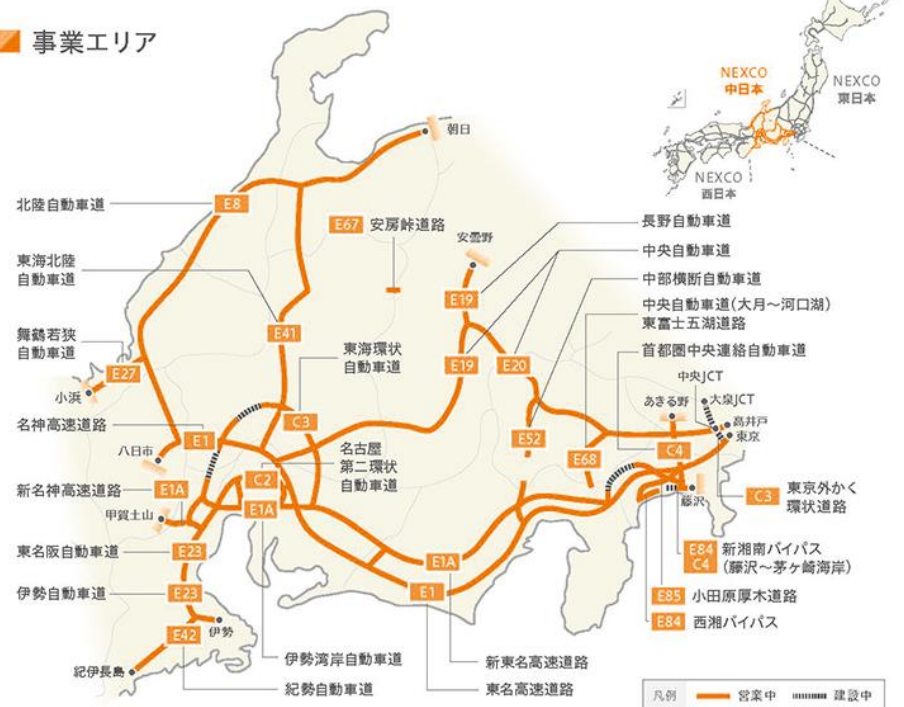 事業エリア
NEXCO
中日本
NEXCO
東日本
NEXCO
西日本
朝日
北陸自動車道
E8
E67 安房峠道路
安曇野
長野自動車道
中央自動車道
東海北陸
自動車道
中部横断自動車道
E19
中央自動車道(大月〜河口湖)
東富士五湖道路
E41
舞鶴若狭
自動車道
東海環状
自動車道
首都圏中央連絡自動車道
E27
E19
E20
中央JCT
小浜
あきる野
大泉JCT
高井戸
東京
名神高速道路
E1
C3
E52
C4
八日市
名古屋
第二環状
自動車道
E68
C2
新名神高速道路
E1A
藤沢
C3 東京外かく
環状道路
甲賀土山
E1A
東名阪自動車道
E23
E84
C4
新湘南バイパス
(藤沢〜茅ヶ崎海岸)
E1A
伊勢自動車道
E23
E1
E85 小田原厚木道路
E84 西湘バイパス
伊勢
E42
伊勢湾岸自動車道
新東名高速道路
紀伊長島
紀勢自動車道
東名高速道路
凡例 営業中 建設中